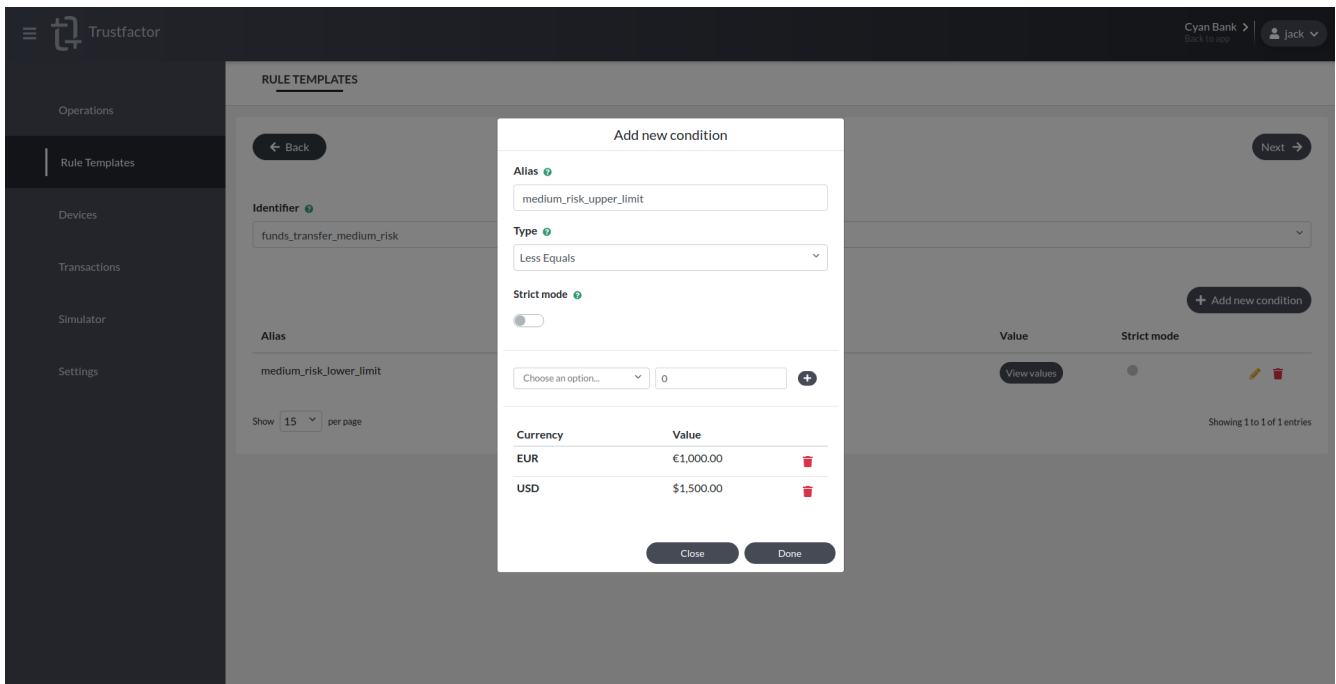 Trustfactor
Cyan Bank
Back to app
jack
RULE TEMPLATES
Operations
Rule Templates
Devices
Transactions
Simulator
Settings
Back
Next
Identifier
funds_transfer_medium_risk
Add new condition
Alias
Value
Strict mode
medium_risk_lower_limit
View values
Show 15 per page
Showing 1 to 1 of 1 entries
Add new condition
Alias
medium_risk_upper_limit
Type
Less Equals
Strict mode
Choose an option... 0
Currency Value
EUR €1,000.00
USD $1,500.00
Close Done